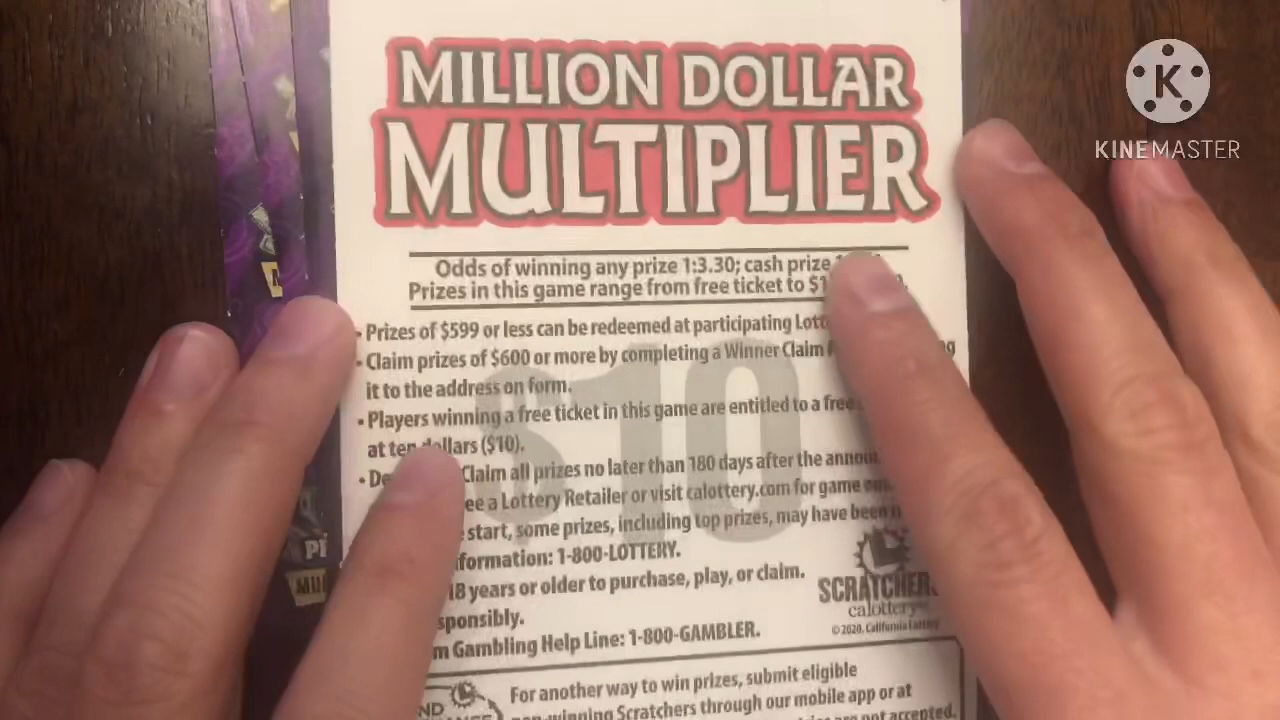 MILLION DOLLAR
MULTIPLIER
K
KINEMASTER
Odds of winning any prize 1:3.30; cash prize
Prizes in this game range from free ticket to $1
• Prizes of $599 or less can be redeemed at participating
• Claim prizes of $600 or more by completing a Winner Claim
it to the address on form.
• Players winning a free ticket in this game are entitled to a free
at ten dollars ($10).
Claim all prizes no later than 180 days after the
a Lottery Retailer or visit calottery.com for game
start, some prizes, including top prizes, may have been
1-800-LOTTERY.
18 years or older to purchase, play, or claim.
Gambling Help Line: 1-800-GAMBLER.
$10
SCRATCHERS
calottery
© 2020. California Lottery
For another way to win prizes, submit eligible
Scratchers through our mobile app or at
not accepted.